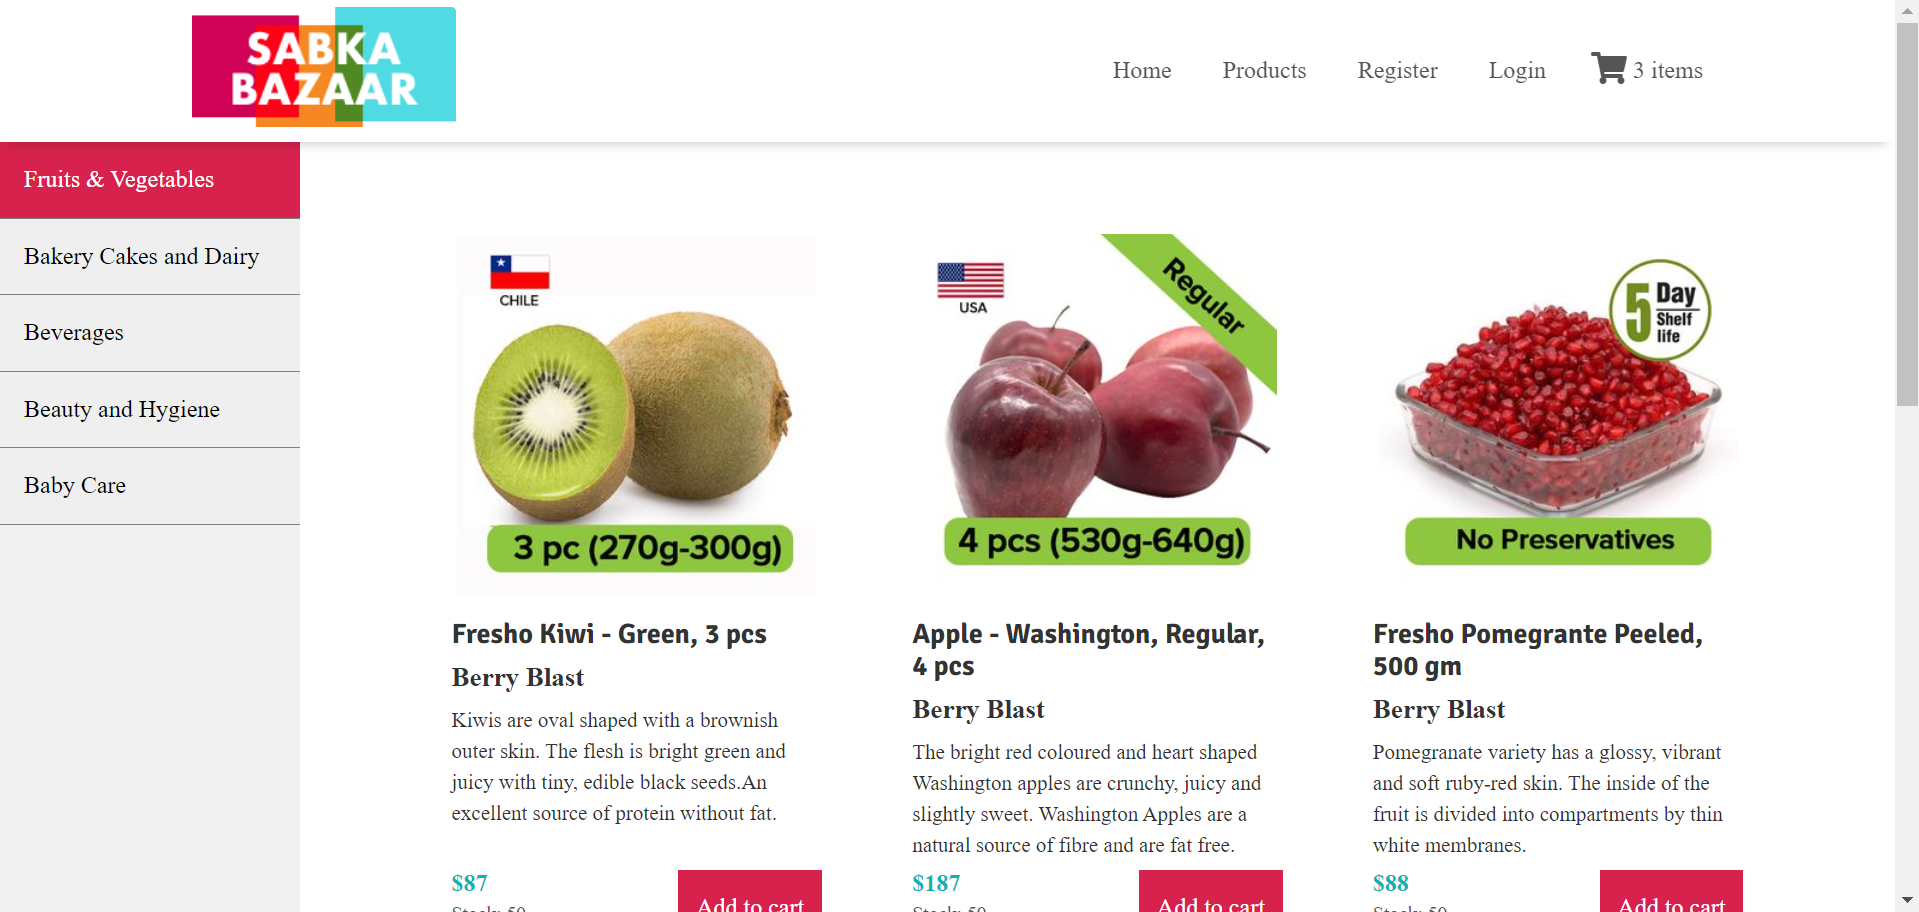 SABKA
BAZAAR
Home
Products
Register
Login
3 items
Fruits & Vegetables
Bakery Cakes and Dairy
Beverages
Beauty and Hygiene
Baby Care
CHILE
3 pc (270g-300g)
Fresho Kiwi - Green, 3 pcs
Berry Blast
Kiwis are oval shaped with a brownish
outer skin. The flesh is bright green and
juicy with tiny, edible black seeds.An
excellent source of protein without fat.
$87
Stock: 50
Add to cart
USA
Regular
4 pcs (530g-640g)
Apple - Washington, Regular,
4 pcs
Berry Blast
The bright red coloured and heart shaped
Washington apples are crunchy, juicy and
slightly sweet. Washington Apples are a
natural source of fibre and are fat free.
$187
Stock: 50
Add to cart
5 Day
Shelf
life
No Preservatives
Fresho Pomegrante Peeled,
500 gm
Berry Blast
Pomegranate variety has a glossy, vibrant
and soft ruby-red skin. The inside of the
fruit is divided into compartments by thin
white membranes.
$88
Stock: 50
Add to cart